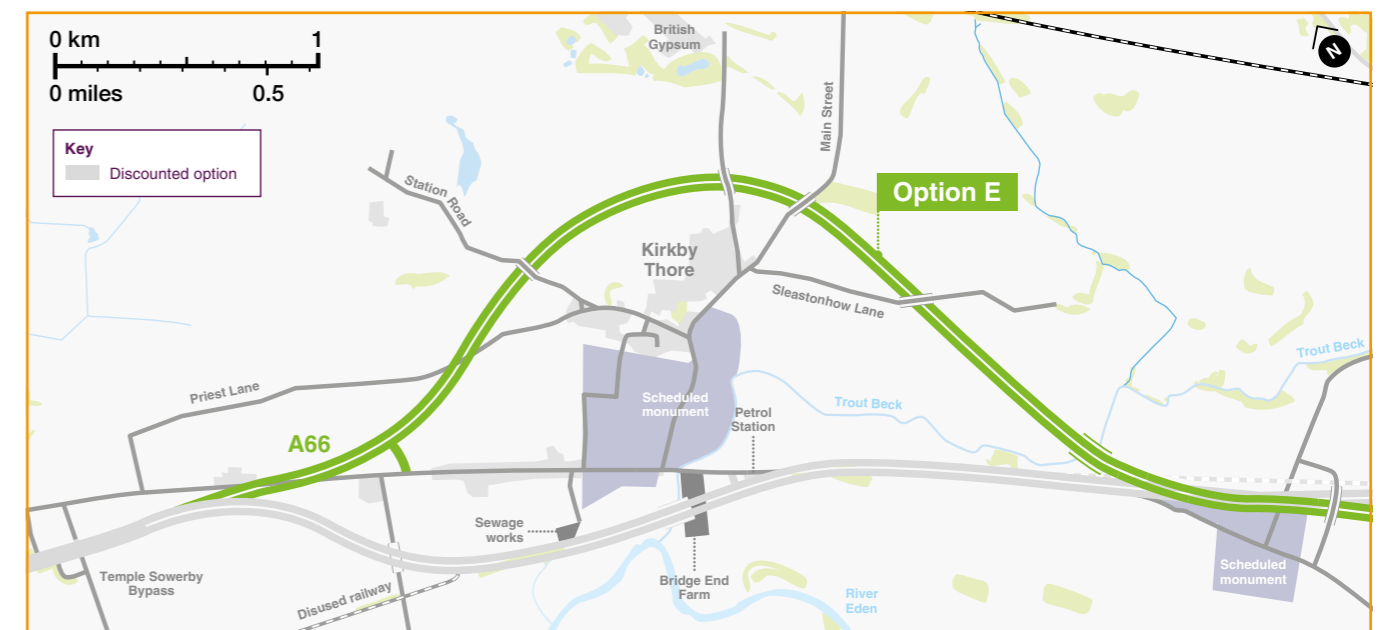 0 km 1
0 miles 0.5
Key
Discounted option
British
Gypsum
Main Street
N
Station Road
Option E
Kirkby
Thore
Sleastonhow Lane
Priest Lane
A66
Scheduled
monument
Petrol
Station
Trout Beck
Trout Beck
Sewage
works
Temple Sowerby
Bypass
Disused railway
Bridge End
Farm
River
Eden
Scheduled
monument